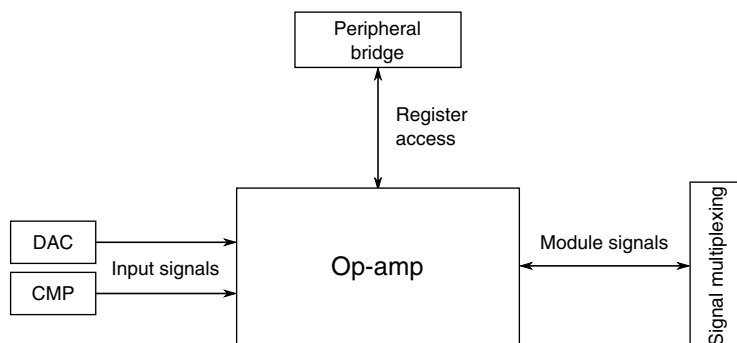 Peripheral
bridge
Register
access
DAC
CMP
Input signals
Op-amp
Module signals
Signal multiplexing